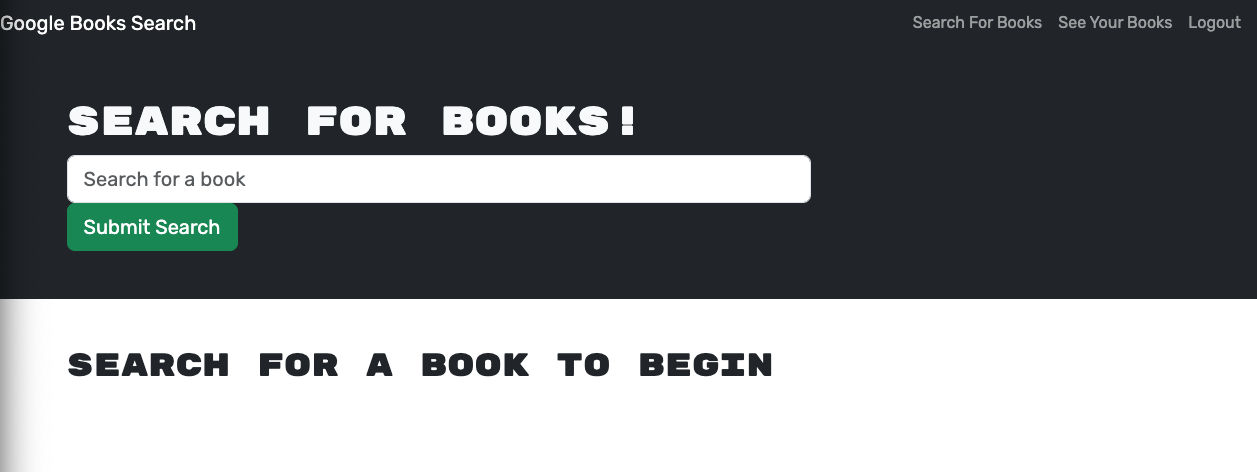 Google Books Search Search For Books See Your Books Logout
SEARCH FOR BOOKS!
Search for a book
Submit Search
SEARCH FOR A BOOK TO BEGIN